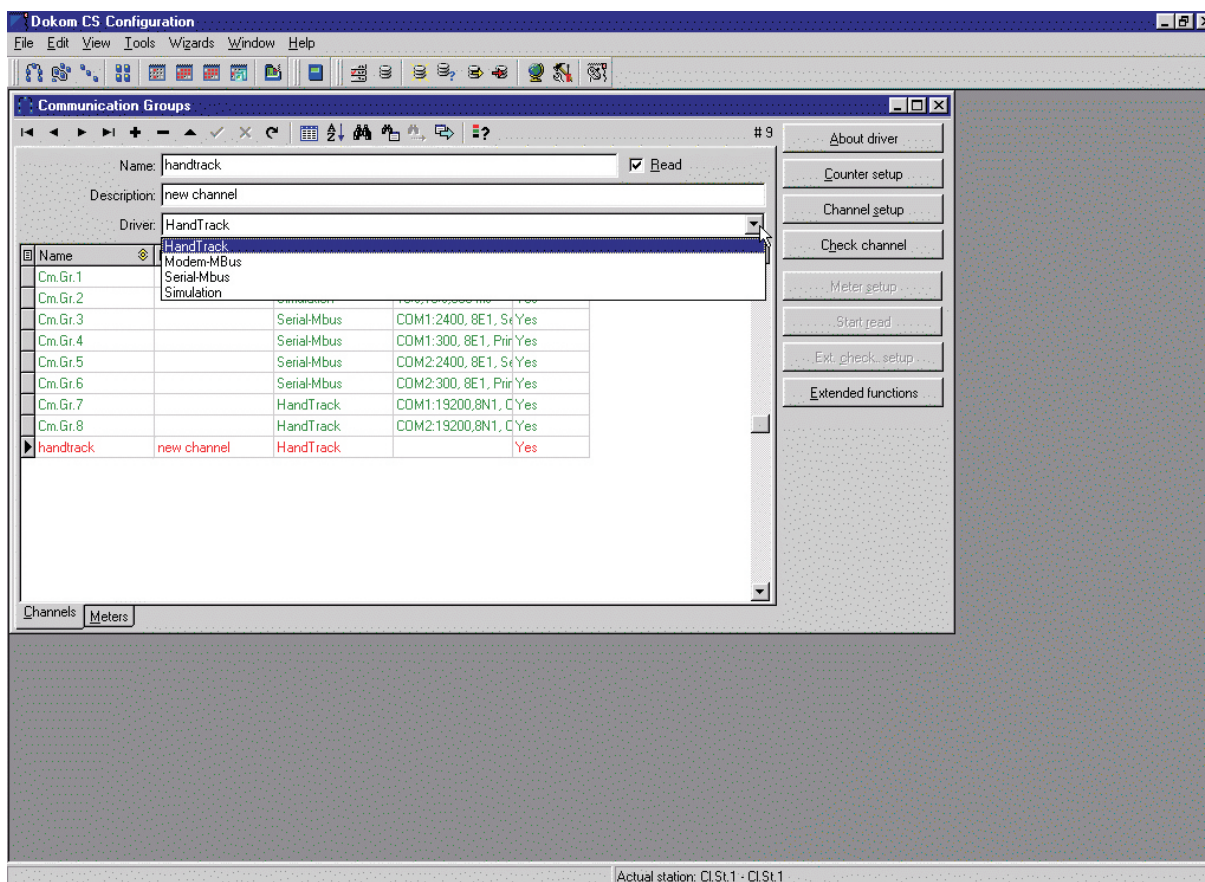 Dokom CS Configuration
File Edit View Tools Wizards Window Help
Communication Groups
#9
Name: handtrack Read
Description: new channel
Driver: HandTrack
HandTrack
Modem-MBus
Serial-Mbus
Simulation
Name
Cm.Gr.1
Cm.Gr.2
Cm.Gr.3 Serial-Mbus COM1:2400, 8E1, Se Yes
Cm.Gr.4 Serial-Mbus COM1:300, 8E1, Prir Yes
Cm.Gr.5 Serial-Mbus COM2:2400, 8E1, Se Yes
Cm.Gr.6 Serial-Mbus COM2:300, 8E1, Prir Yes
Cm.Gr.7 HandTrack COM1:19200,8N1, C Yes
Cm.Gr.8 HandTrack COM2:19200,8N1, C Yes
handtrack new channel HandTrack Yes
Channels Meters
About driver
Counter setup
Channel setup
Check channel
Meter setup
Start read
Ext. check. setup
Extended functions
Actual station: Cl.St.1 - Cl.St.1